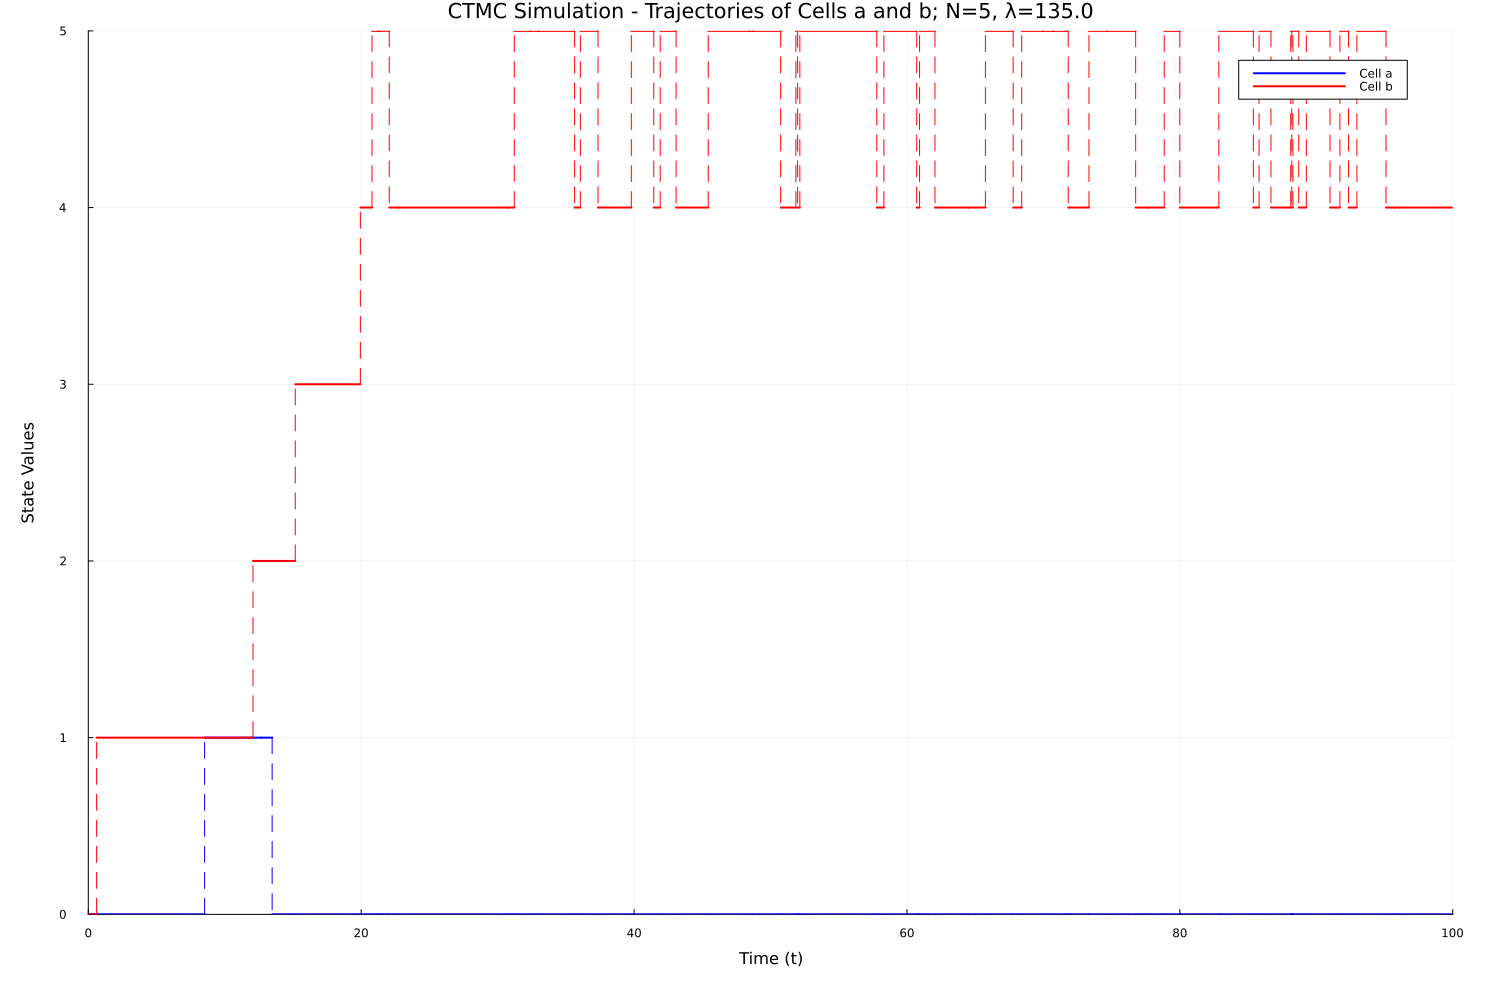 CTMC Simulation - Trajectories of Cells a and b; N=5, λ=135.0
5
Cell a
Cell b
4
3
State Values
2
1
0
0 20 40 60 80 100
Time (t)